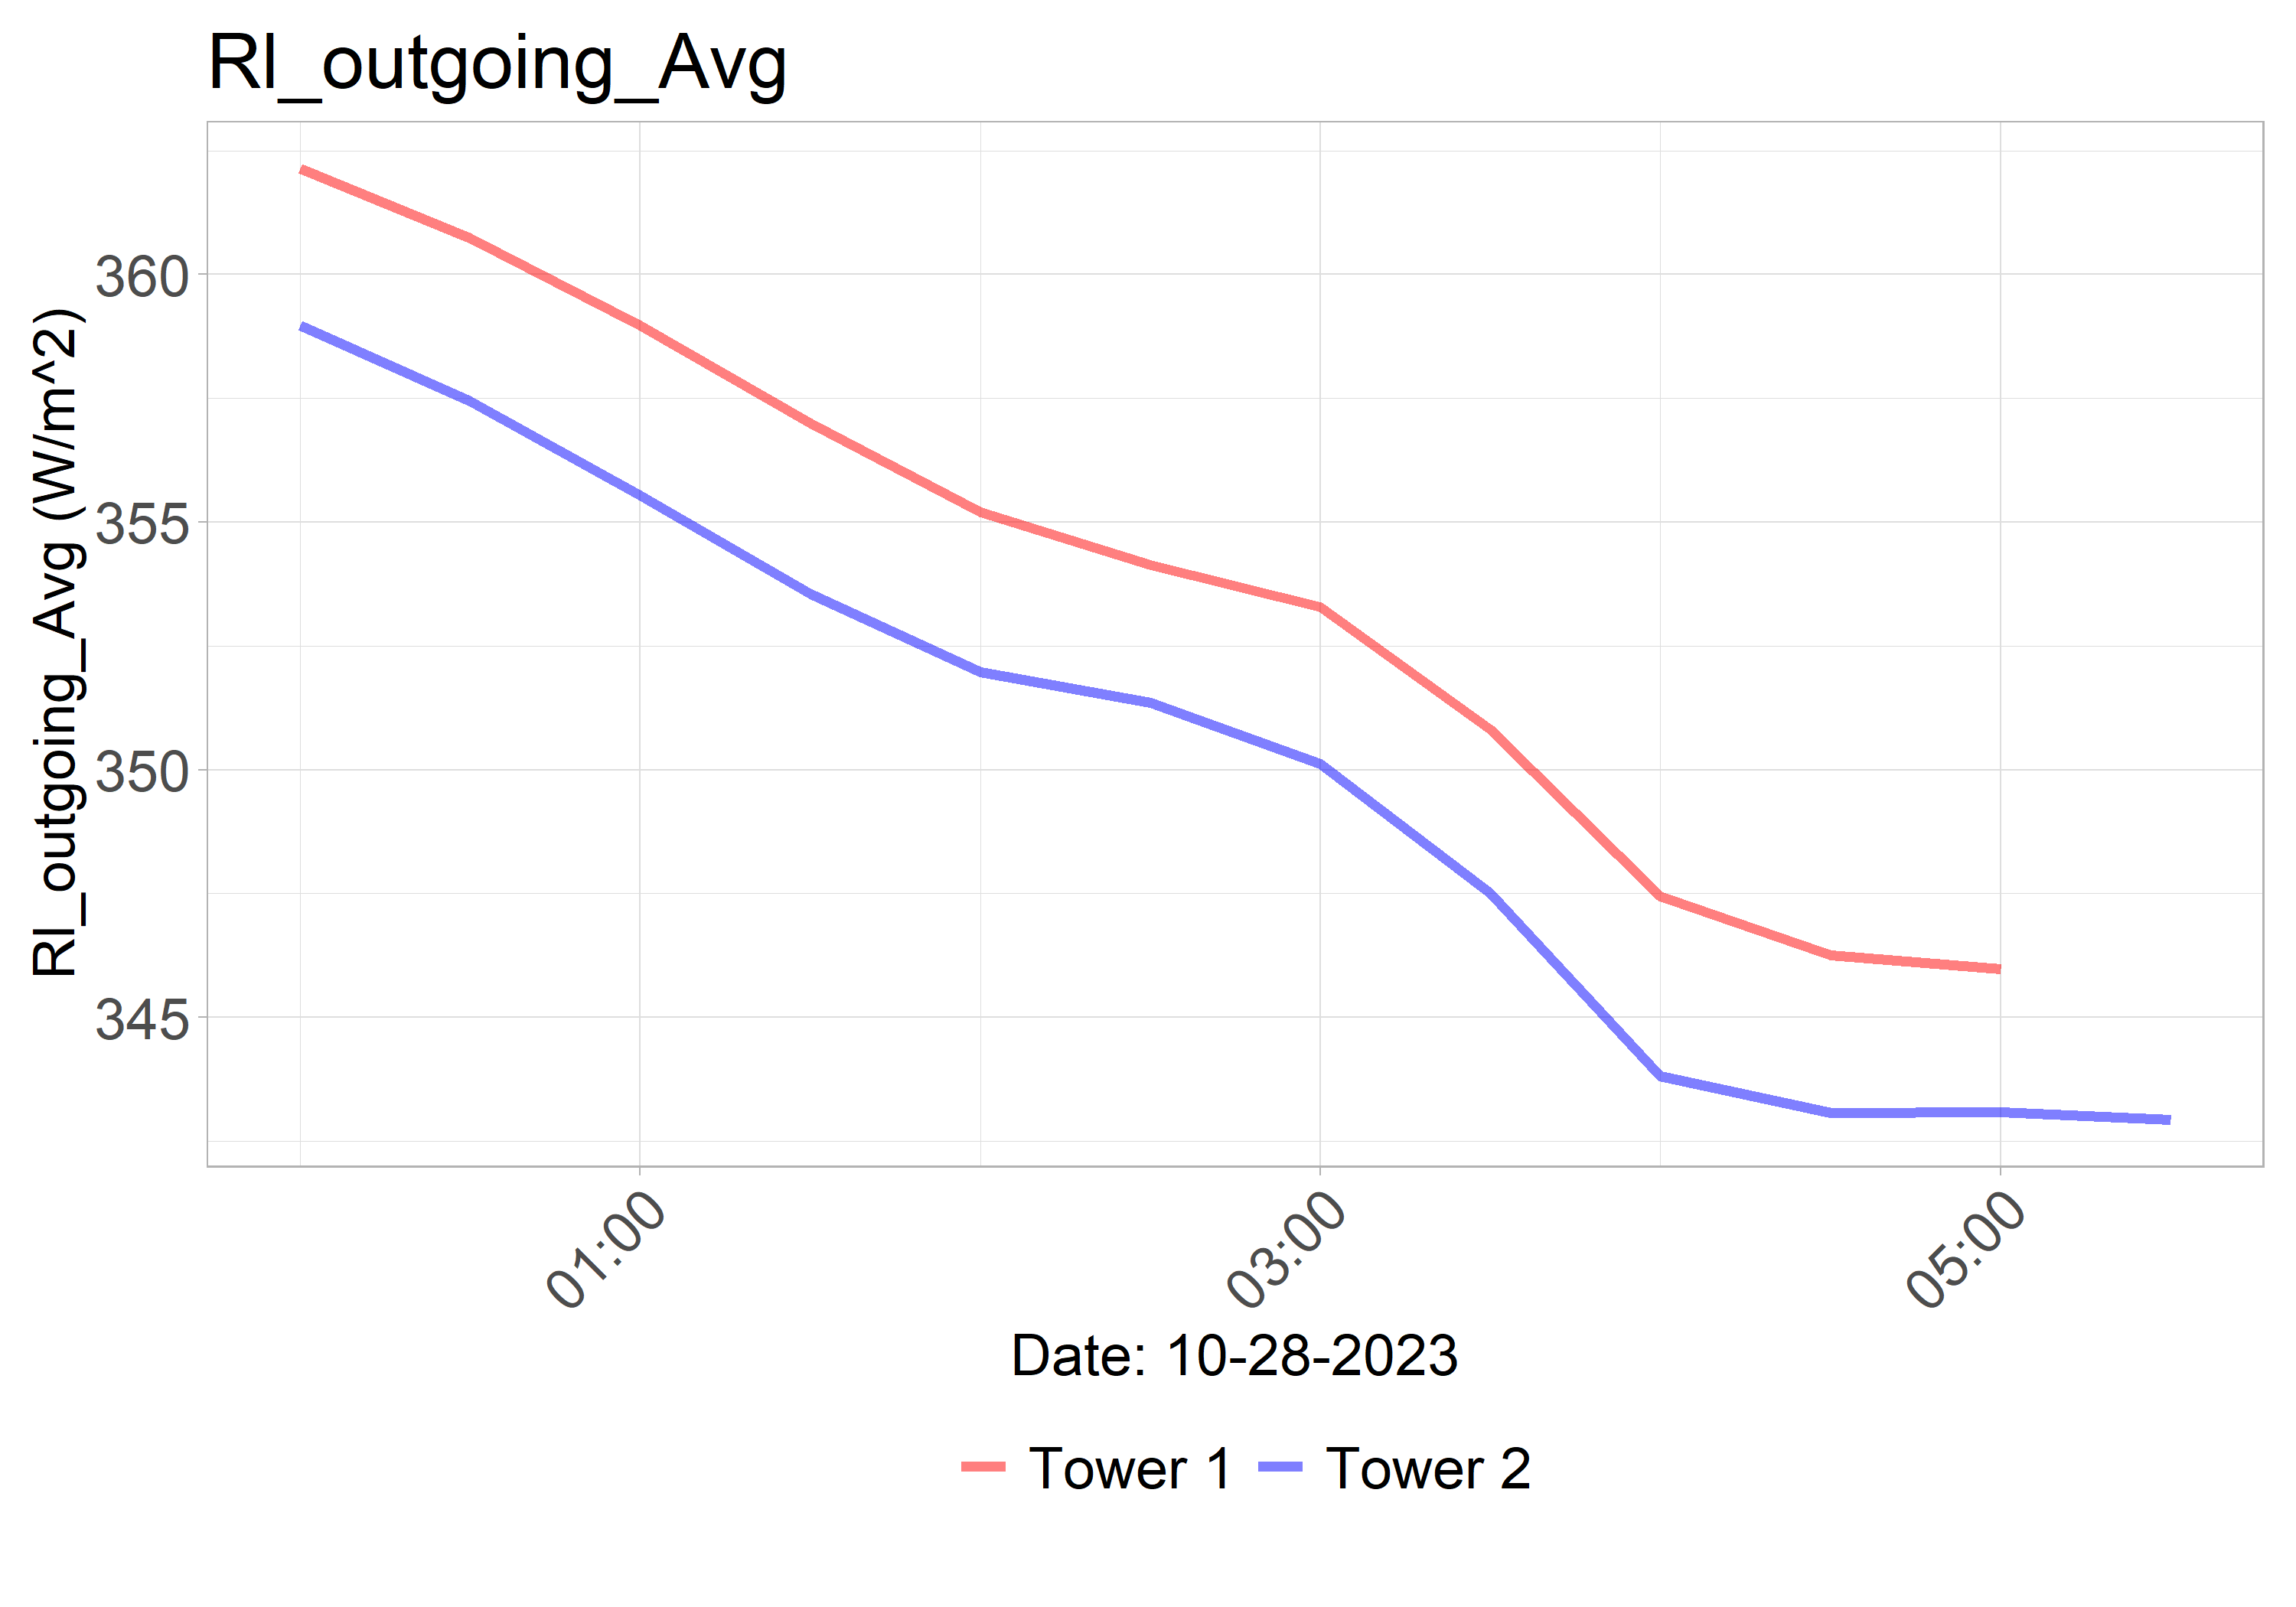 Rl_outgoing_Avg
Rl_outgoing_Avg (W/m^2)
360
355
350
345
01:00
03:00
05:00
Date: 10-28-2023
Tower 1
Tower 2